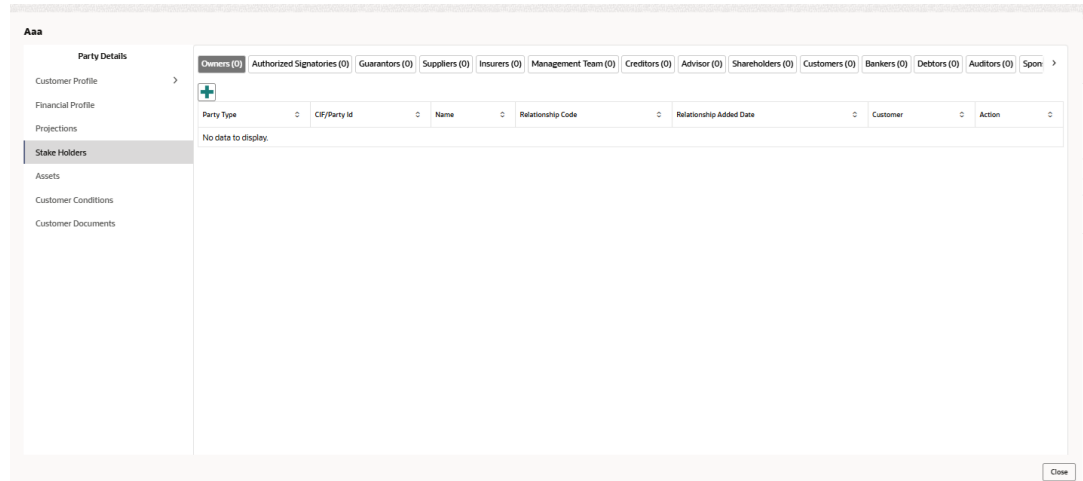 Aaa
Party Details
Customer Profile
Financial Profile
Projections
Stake Holders
Assets
Customer Conditions
Customer Documents
Owners (0) Authorized Signatories (0) Guarantors (0) Suppliers (0) Insurers (0) Management Team (0) Creditors (0) Advisor (0) Shareholders (0) Customers (0) Bankers (0) Debtors (0) Auditors (0) Spon
Party Type CIF/Party Id Name Relationship Code Relationship Added Date Customer Action
No data to display.
Close